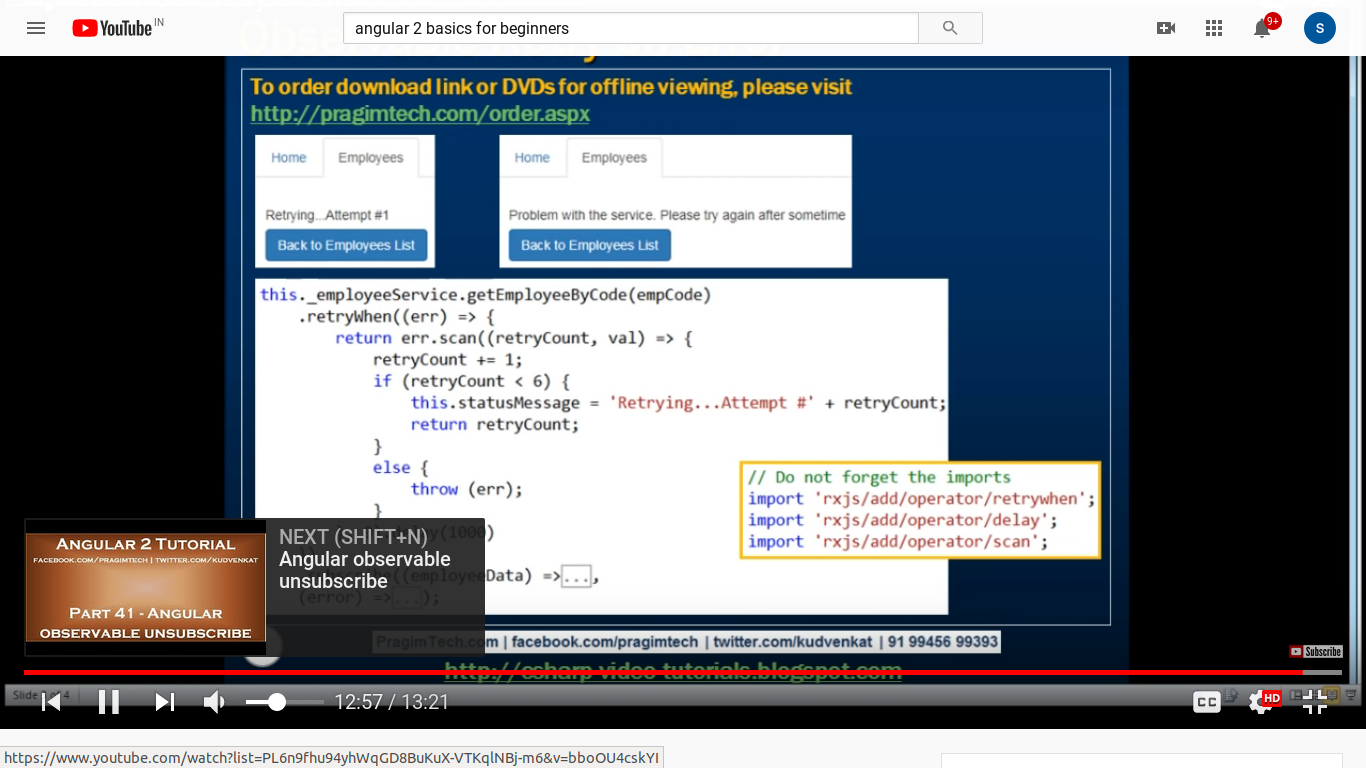 YouTube IN
angular 2 basics for beginners
9+
S
To order download link or DVDs for offline viewing, please visit
http://pragimtech.com/order.aspx
Home Employees
Retrying...Attempt #1
Back to Employees List
Home Employees
Problem with the service. Please try again after sometime
Back to Employees List
this._employeeService.getEmployeeByCode(empCode)
.retryWhen((err) => {
return err.scan((retryCount, val) => {
retryCount += 1;
if (retryCount < 6) {
this.statusMessage = 'Retrying...Attempt #' + retryCount;
return retryCount;
}
else {
throw (err);
}
(1000)
Data) =>...,
(error) =>...);
// Do not forget the imports
import 'rxjs/add/operator/retrywhen';
import 'rxjs/add/operator/delay';
import 'rxjs/add/operator/scan';
ANGULAR 2 TUTORIAL
FACEBOOK.COM/PRAGIMTECH | TWITTER.COM/KUDVENKAT
PART 41 - ANGULAR
OBSERVABLE UNSUBSCRIBE
NEXT (SHIFT+N)
Angular observable
unsubscribe
PragimTech.com | facebook.com/pragimtech | twitter.com/kudvenkat | 91 99456 99393
Subscribe
http://csharp-video-tutorials.blogspot.com
Slide
4
12:57 / 13:21
CC
HD
https://www.youtube.com/watch?list=PL6n9fhu94yhWqGD8BuKuX-VTKqlNBj-m6&v=bboOU4cskYI